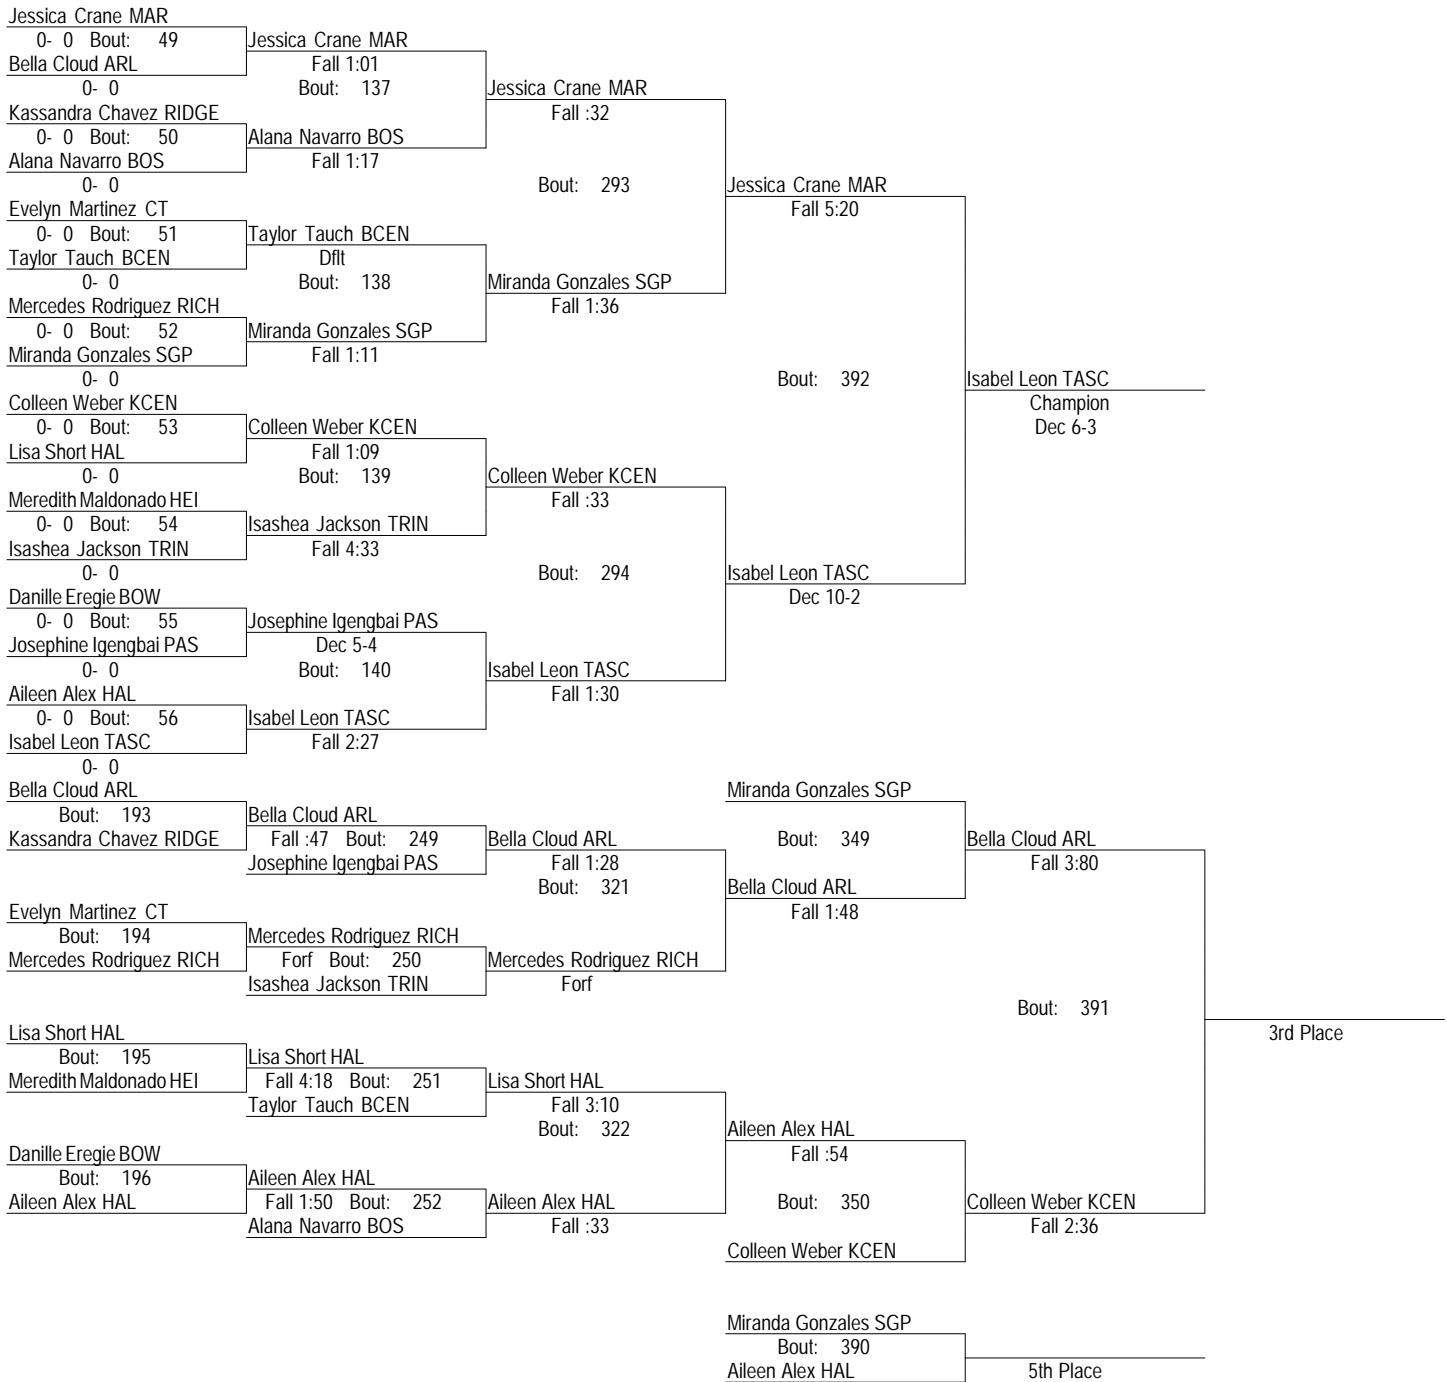 Jessica Crane MAR
0- 0 Bout: 49
Bella Cloud ARL
0- 0
Kassandra Chavez RIDGE
0- 0 Bout: 50
Alana Navarro BOS
0- 0
Evelyn Martinez CT
0- 0 Bout: 51
Taylor Tauch BCEN
0- 0
Mercedes Rodriguez RICH
0- 0 Bout: 52
Miranda Gonzales SGP
0- 0
Colleen Weber KCEN
0- 0 Bout: 53
Lisa Short HAL
0- 0
Meredith Maldonado HEI
0- 0 Bout: 54
Isashea Jackson TRIN
0- 0
Danille Eregie BOW
0- 0 Bout: 55
Josephine Igengbai PAS
0- 0
Aileen Alex HAL
0- 0 Bout: 56
Isabel Leon TASC
0- 0
Jessica Crane MAR
Fall 1:01
Bout: 137
Alana Navarro BOS
Fall 1:17
Taylor Tauch BCEN
Dflt
Bout: 138
Miranda Gonzales SGP
Fall 1:11
Colleen Weber KCEN
Fall 1:09
Bout: 139
Isashea Jackson TRIN
Fall 4:33
Josephine Igengbai PAS
Dec 5-4
Bout: 140
Isabel Leon TASC
Fall 2:27
Jessica Crane MAR
Fall :32
Bout: 293
Miranda Gonzales SGP
Fall 1:36
Colleen Weber KCEN
Fall :33
Bout: 294
Isabel Leon TASC
Fall 1:30
Jessica Crane MAR
Fall 5:20
Bout: 392
Isabel Leon TASC
Dec 10-2
Isabel Leon TASC
Champion
Dec 6-3
Bella Cloud ARL
Bout: 193
Kassandra Chavez RIDGE
Evelyn Martinez CT
Bout: 194
Mercedes Rodriguez RICH
Lisa Short HAL
Bout: 195
Meredith Maldonado HEI
Danille Eregie BOW
Bout: 196
Aileen Alex HAL
Bella Cloud ARL
Fall :47 Bout: 249
Josephine Igengbai PAS
Mercedes Rodriguez RICH
Forf Bout: 250
Isashea Jackson TRIN
Lisa Short HAL
Fall 4:18 Bout: 251
Taylor Tauch BCEN
Aileen Alex HAL
Fall 1:50 Bout: 252
Alana Navarro BOS
Bella Cloud ARL
Fall 1:28
Bout: 321
Mercedes Rodriguez RICH
Forf
Lisa Short HAL
Fall 3:10
Bout: 322
Aileen Alex HAL
Fall :33
Miranda Gonzales SGP
Bout: 349
Bella Cloud ARL
Fall 1:48
Aileen Alex HAL
Fall :54
Bout: 350
Colleen Weber KCEN
Bella Cloud ARL
Fall 3:80
Bout: 391
Colleen Weber KCEN
Fall 2:36
3rd Place
Miranda Gonzales SGP
Bout: 390
Aileen Alex HAL
5th Place